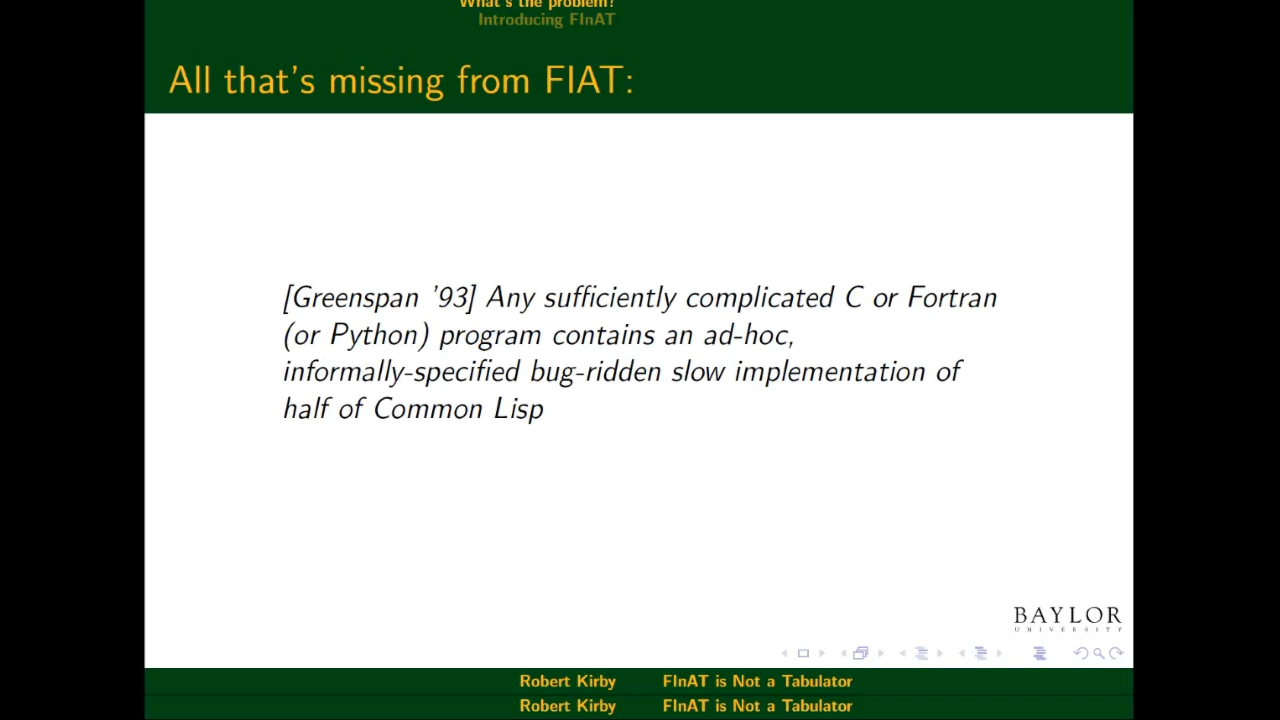 What's the problem?
Introducing FInAT
All that's missing from FIAT:
[Greenspan '93] Any sufficiently complicated C or Fortran
(or Python) program contains an ad-hoc,
informally-specified bug-ridden slow implementation of
half of Common Lisp
BAYLOR
UNIVERSITY
Robert Kirby FInAT is Not a Tabulator
Robert Kirby FInAT is Not a Tabulator